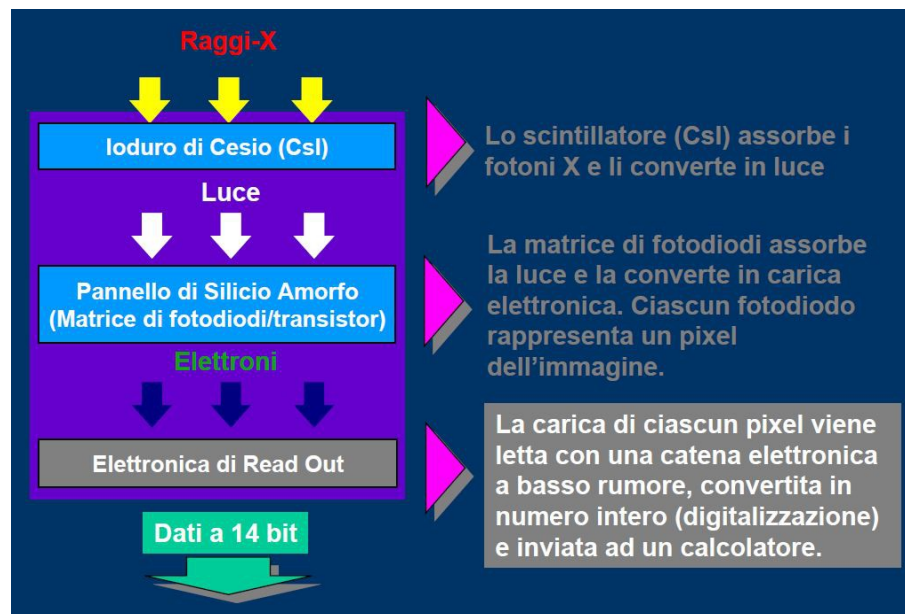 Raggi-X
Ioduro di Cesio (CsI)
Lo scintillatore (CsI) assorbe i
fotoni X e li converte in luce
Luce
Pannello di Silicio Amorfo
(Matrice di fotodiodi/transistor)
La matrice di fotodiodi assorbe
la luce e la converte in carica
elettronica. Ciascun fotodiodo
rappresenta un pixel
dell'immagine.
Elettroni
Elettronica di Read Out
La carica di ciascun pixel viene
letta con una catena elettronica
a basso rumore, convertita in
numero intero (digitalizzazione)
e inviata ad un calcolatore.
Dati a 14 bit